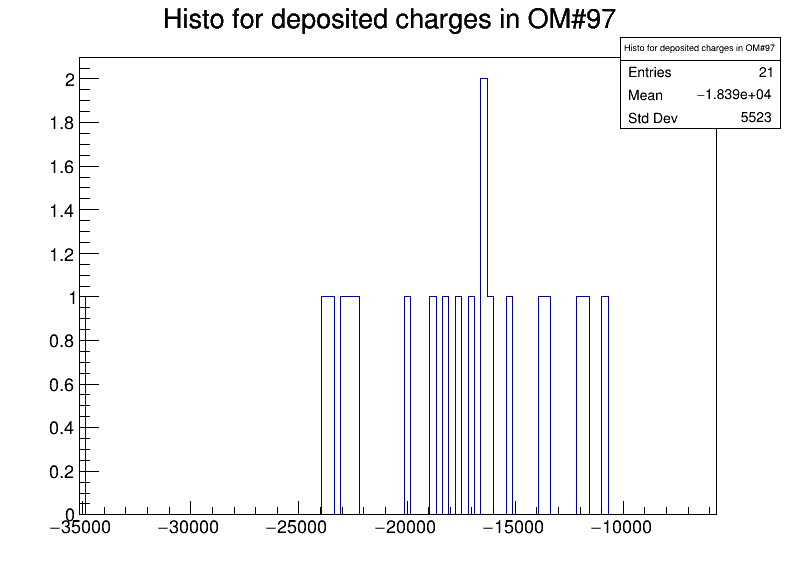 Histo for deposited charges in OM#97
Histo for deposited charges in OM#97
Entries 21
Mean −1.839e+04
Std Dev 5523
2
1.8
1.6
1.4
1.2
1
0.8
0.6
0.4
0.2
0
−35000 −30000 −25000 −20000 −15000 −10000